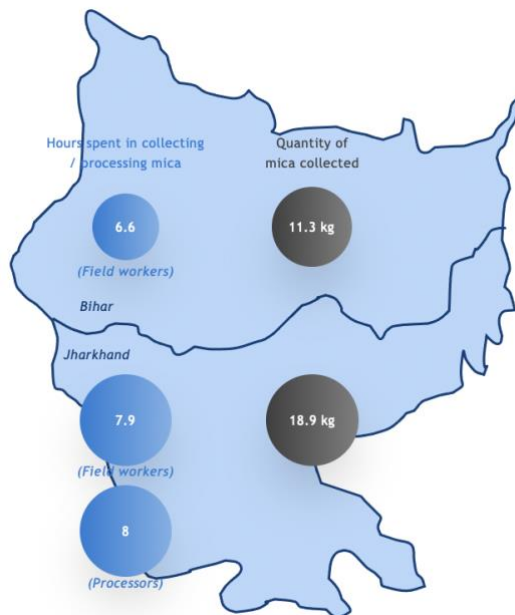 Hours spent in collecting
/ processing mica
Quantity of
mica collected
6.6
11.3 kg
(Field workers)
Bihar
Jharkhand
7.9
18.9 kg
(Field workers)
8
(Processors)